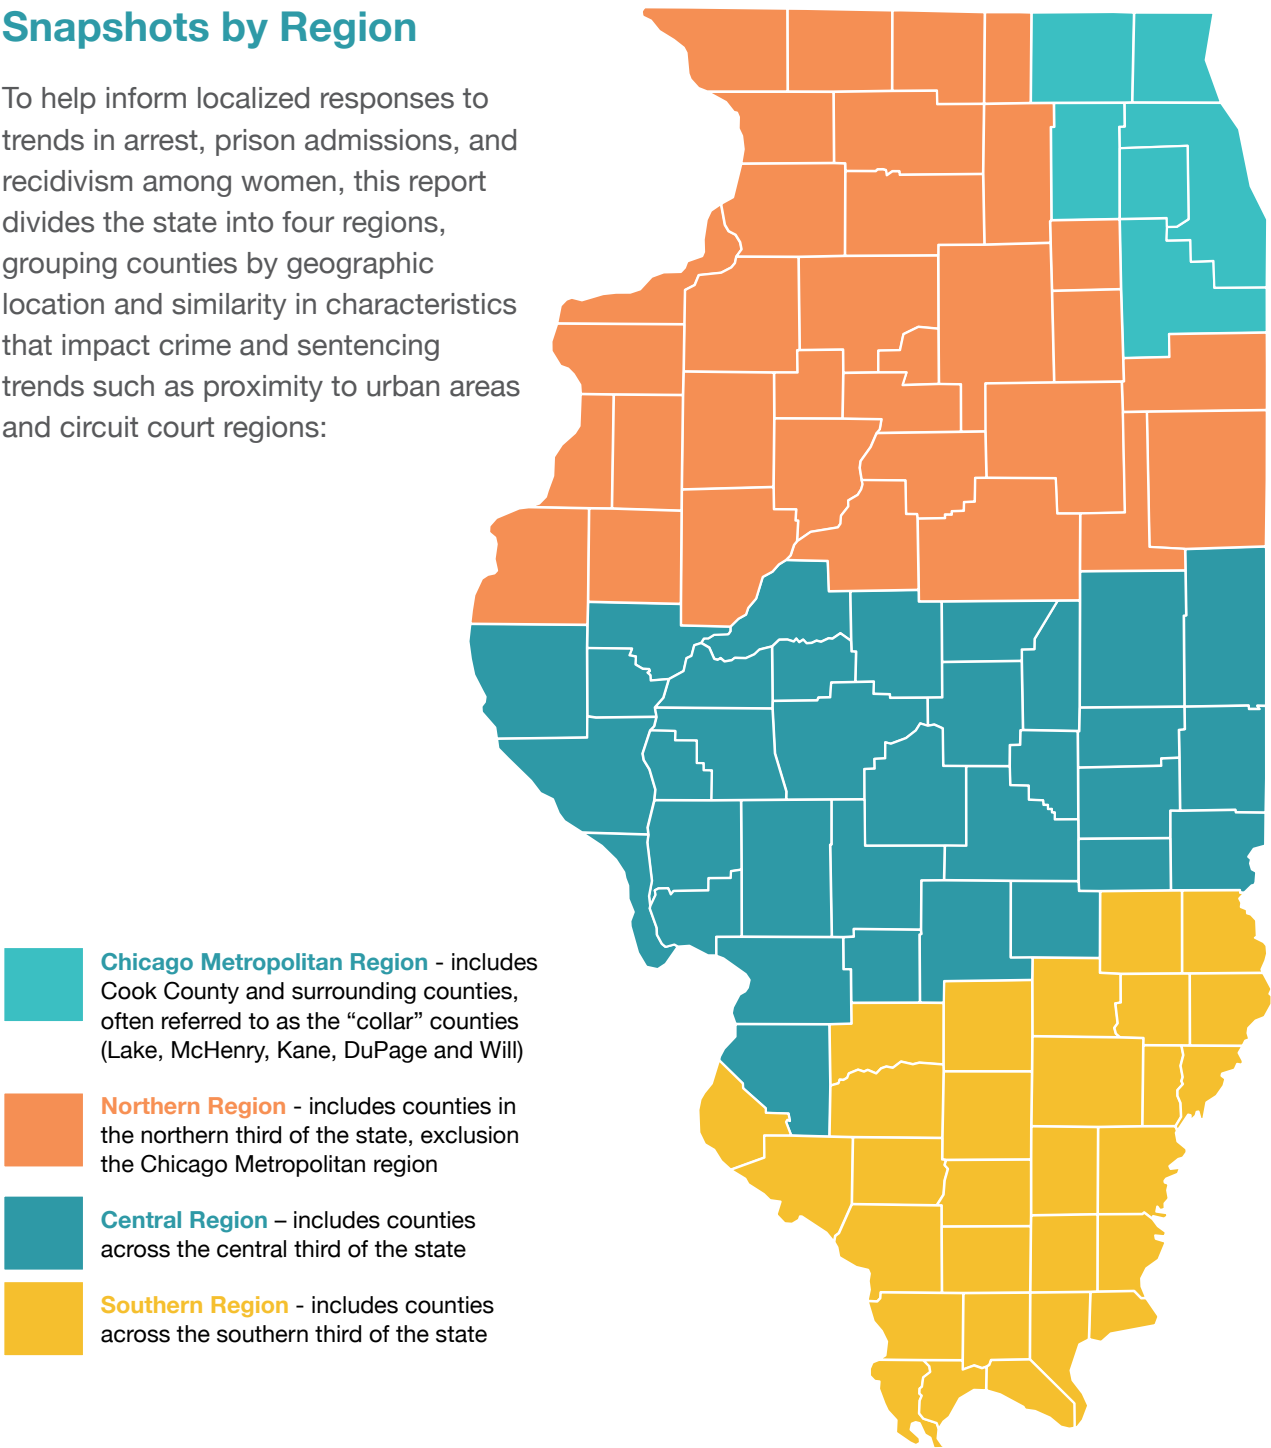 Snapshots by Region
To help inform localized responses to
trends in arrest, prison admissions, and
recidivism among women, this report
divides the state into four regions,
grouping counties by geographic
location and similarity in characteristics
that impact crime and sentencing
trends such as proximity to urban areas
and circuit court regions:
Chicago Metropolitan Region - includes
Cook County and surrounding counties,
often referred to as the “collar” counties
(Lake, McHenry, Kane, DuPage and Will)
Northern Region - includes counties in
the northern third of the state, exclusion
the Chicago Metropolitan region
Central Region – includes counties
across the central third of the state
Southern Region - includes counties
across the southern third of the state